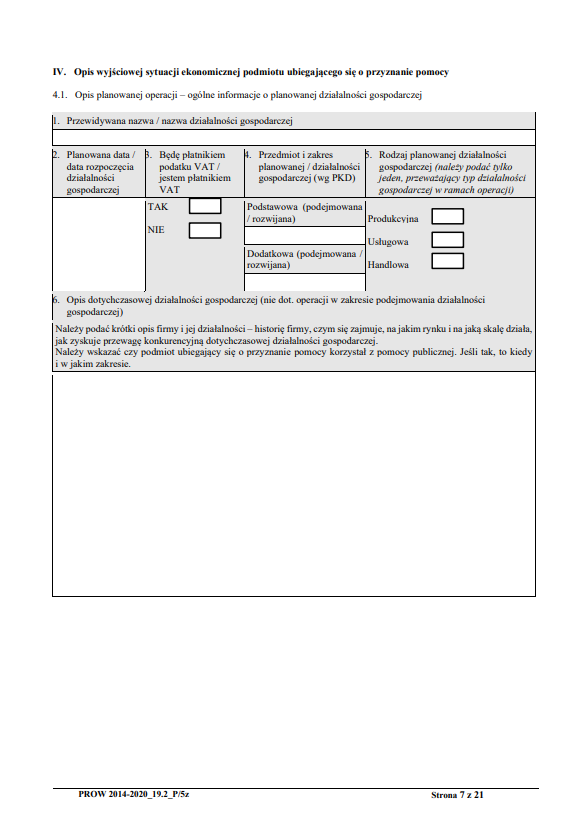 IV. Opis wyjściowej sytuacji ekonomicznej podmiotu ubiegającego się o przyznanie pomocy
4.1. Opis planowanej operacji – ogólne informacje o planowanej działalności gospodarczej
1. Przewidywana nazwa / nazwa działalności gospodarczej
2. Planowana data /
data rozpoczęcia
działalności
gospodarczej
3. Będę płatnikiem
podatku VAT /
jestem płatnikiem
VAT
4. Przedmiot i zakres
planowanej / działalności
gospodarczej (wg PKD)
5. Rodzaj planowanej działalności
gospodarczej (należy podać tylko
jeden, przeważający typ działalności
gospodarczej w ramach operacji)
TAK
NIE
Podstawowa (podejmowana
/ rozwijana)
Dodatkowa (podejmowana /
rozwijana)
Produkcyjna
Usługowa
Handlowa
6. Opis dotychczasowej działalności gospodarczej (nie dot. operacji w zakresie podejmowania działalności
gospodarczej)
Należy podać krótki opis firmy i jej działalności – historię firmy, czym się zajmuje, na jakim rynku i na jaką skalę działa,
jak zyskuje przewagę konkurencyjną dotychczasowej działalności gospodarczej.
Należy wskazać czy podmiot ubiegający się o przyznanie pomocy korzystał z pomocy publicznej. Jeśli tak, to kiedy
i w jakim zakresie.
PROW 2014-2020_19.2_P/5z
Strona 7 z 21